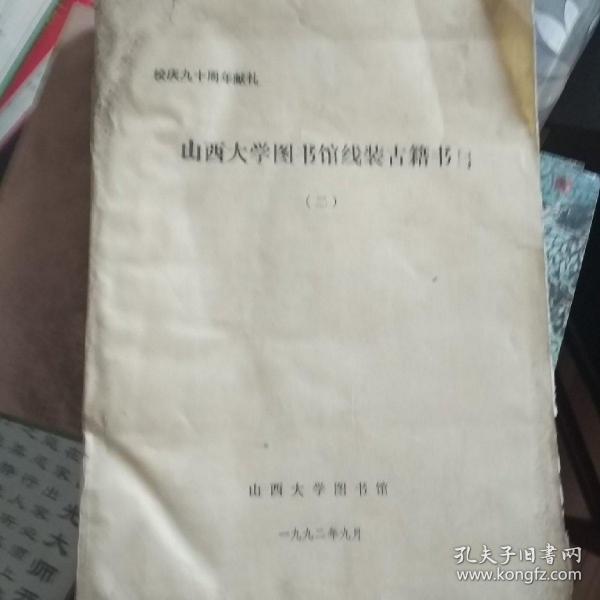 校庆九十周年献礼
山西大学图书馆线装古籍书目
（二）
山西大学图书馆
一九九二年九月
孔夫子旧书网
www.kongfz.com